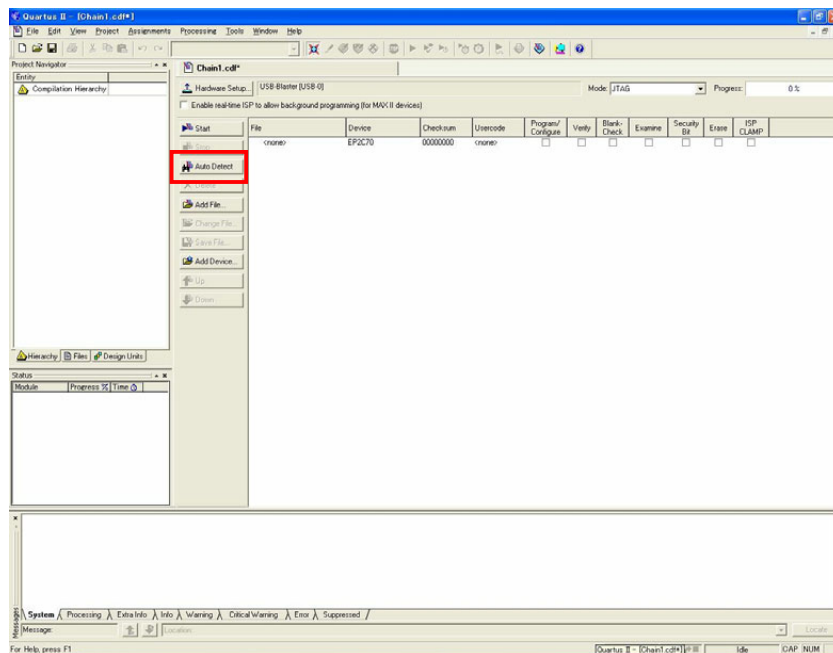 Quartus II - [Chain1.cdf*]
File Edit View Project Assignments Processing Tools Window Help
Project Navigator
Entity
Compilation Hierarchy
Hierarchy Files Design Units
Status
Module Progress % Time
Chain1.cdf*
Hardware Setup... USB-Blaster [USB-0] Mode: JTAG Progress: 0 %
Enable real-time ISP to allow background programming (for MAX II devices)
Start
Stop
Auto Detect
Delete
Add File...
Change File...
Save File...
Add Device...
Up
Down
File Device Checksum Usercode Program/Configure Verify Blank-Check Examine Security Bit Erase ISP CLAMP
<none> EP2C70 00000000 <none>
Messages
System Processing Extra Info Info Warning Critical Warning Error Suppressed
Message: Location: Locate
For Help, press F1 Quartus II - [Chain1.cdf*] Idle CAP NUM